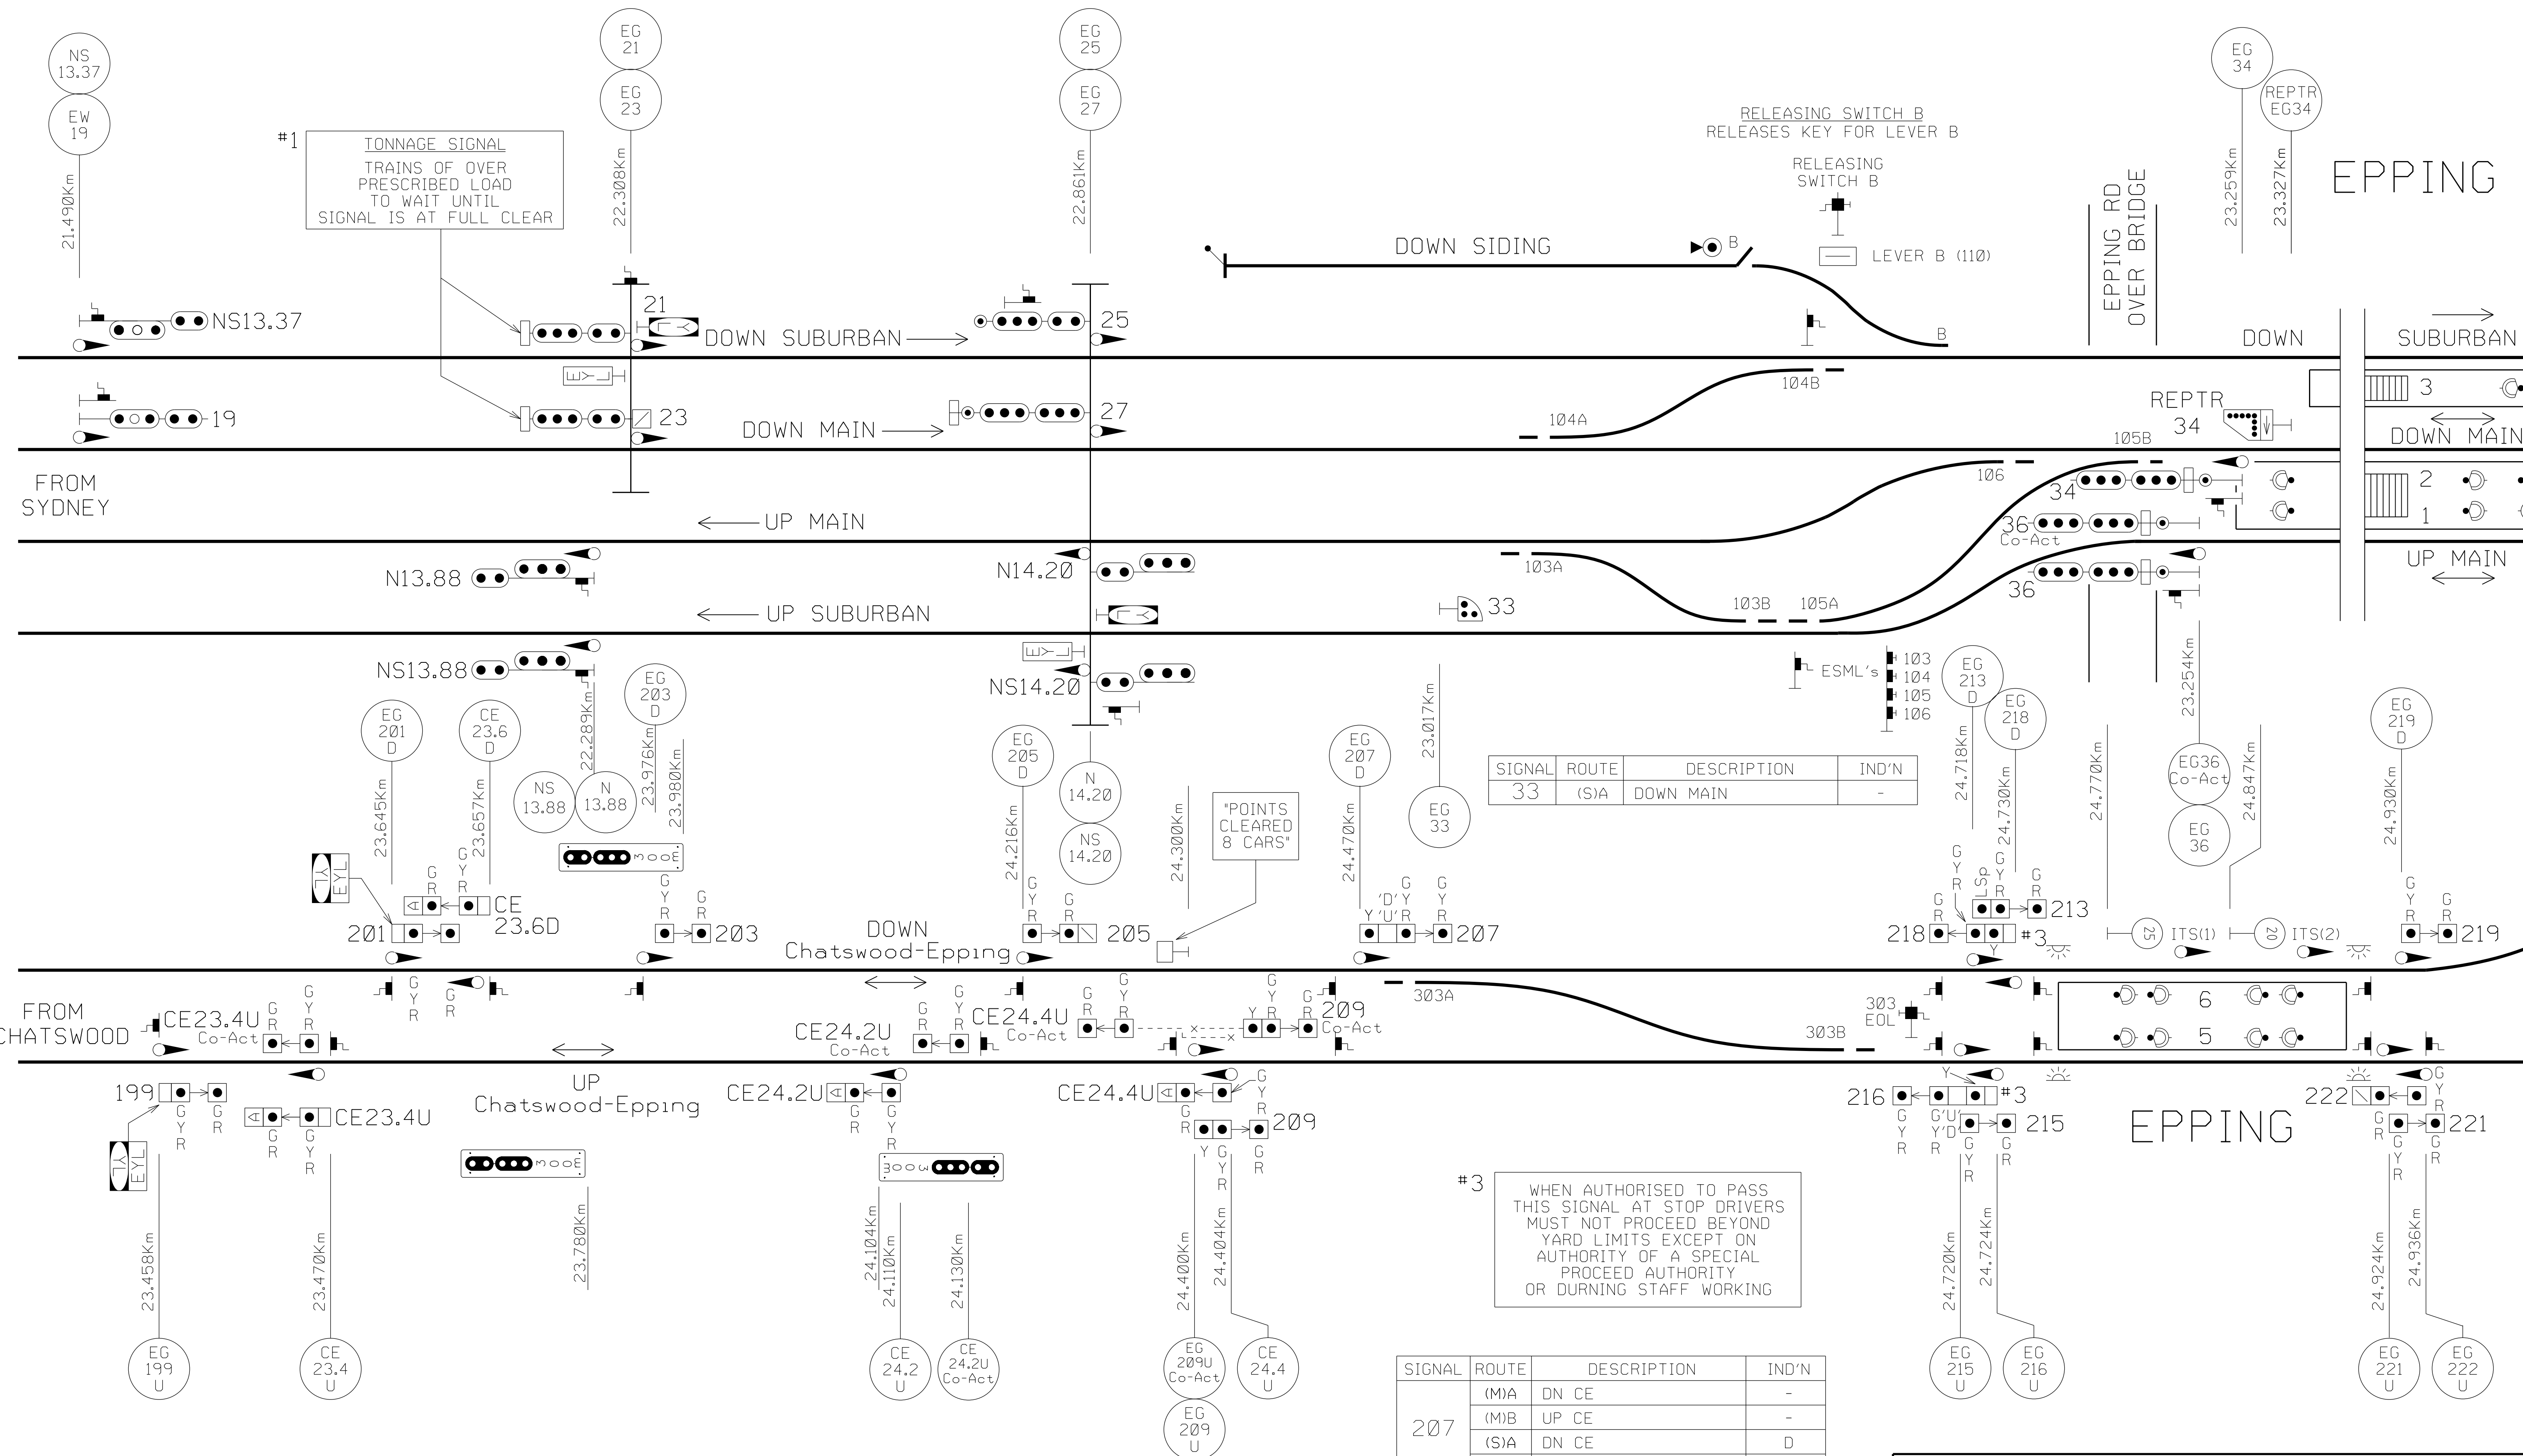 NS
13.37
EW
19
21.490Km
#1
TONNAGE SIGNAL
TRAINS OF OVER
PRESCRIBED LOAD
TO WAIT UNTIL
SIGNAL IS AT FULL CLEAR
EG
21
EG
23
22.308Km
EG
25
EG
27
22.861Km
RELEASING SWITCH B
RELEASES KEY FOR LEVER B
RELEASING
SWITCH B
LEVER B (110)
DOWN SIDING
B
B
EPPING RD
OVER BRIDGE
EG
34
REPTR
EG34
23.259Km
23.327Km
EPPING
NS13.37
21
LY
DOWN SUBURBAN
25
DOWN
SUBURBAN
19
EYL
23
DOWN MAIN
27
104A
104B
REPTR
34
105B
3
DOWN MAIN
FROM
SYDNEY
UP MAIN
106
34
2
1
36
Co-Act
N13.88
N14.20
103A
36
UP MAIN
UP SUBURBAN
LY
33
103B
105A
NS13.88
EYL
NS14.20
ESML's
103
104
105
106
EG
201
D
CE
23.6
D
22.289Km
NS
13.88
N
13.88
EG
203
D
23.976Km
23.980Km
EG
205
D
N
14.20
NS
14.20
EG
207
D
23.017Km
EG
33
SIGNAL ROUTE DESCRIPTION IND'N
33 (S)A DOWN MAIN -
EG
213
D
EG
218
D
24.718Km
24.730Km
24.770Km
23.254Km
EG36
Co-Act
EG
36
24.847Km
EG
219
D
24.930Km
23.645Km
23.657Km
300m
24.216Km
24.300Km
"POINTS
CLEARED
8 CARS"
24.470Km
LYL
EYL
G
R
G
Y
R
A
CE
23.6D
201
G
Y
R
G
R
203
DOWN
Chatswood-Epping
G
Y
R
G
R
205
Y
'D'
'U'
G
Y
R
G
Y
R
207
G
R
G
Y
R
LSp
G
Y
R
G
R
213
218
Y
#3
25
ITS(1)
20
ITS(2)
G
Y
R
G
R
219
FROM
CHATSWOOD
CE23.4U
Co-Act
G
R
G
Y
R
G
Y
R
G
R
CE24.2U
Co-Act
G
R
G
Y
R
CE24.4U
Co-Act
G
R
G
Y
R
Y
G
Y
R
G
R
209
Co-Act
303A
303B
303
EOL
6
5
199
G
Y
R
G
R
YL
EYL
A
CE23.4U
G
R
G
Y
R
UP
Chatswood-Epping
CE24.2U
A
G
R
G
Y
R
CE24.4U
A
G
R
G
Y
R
209
Y
G
Y
R
G
R
216
G
Y
R
G
Y
R
'U'
'D'
Y
#3
215
G
Y
R
G
R
EPPING
222
G
R
G
Y
R
221
G
Y
R
G
R
300m
300m
23.458Km
23.470Km
23.780Km
24.104Km
24.110Km
24.130Km
24.400Km
24.404Km
#3
WHEN AUTHORISED TO PASS
THIS SIGNAL AT STOP DRIVERS
MUST NOT PROCEED BEYOND
YARD LIMITS EXCEPT ON
AUTHORITY OF A SPECIAL
PROCEED AUTHORITY
OR DURNING STAFF WORKING
24.720Km
24.724Km
24.924Km
24.936Km
EG
199
U
CE
23.4
U
CE
24.2
U
CE
24.2U
Co-Act
EG
209U
Co-Act
EG
209
U
CE
24.4
U
EG
215
U
EG
216
U
EG
221
U
EG
222
U
SIGNAL ROUTE DESCRIPTION IND'N
207
(M)A DN CE -
(M)B UP CE -
(S)A DN CE D